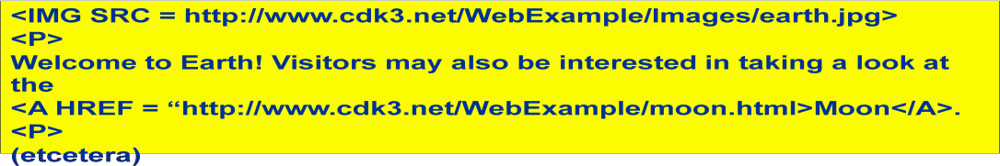 <IMG SRC = http://www.cdk3.net/WebExample/Images/earth.jpg>
<P>
Welcome to Earth! Visitors may also be interested in taking a look at
the
<A HREF = “http://www.cdk3.net/WebExample/moon.html>Moon</A>.
<P>
(etcetera)